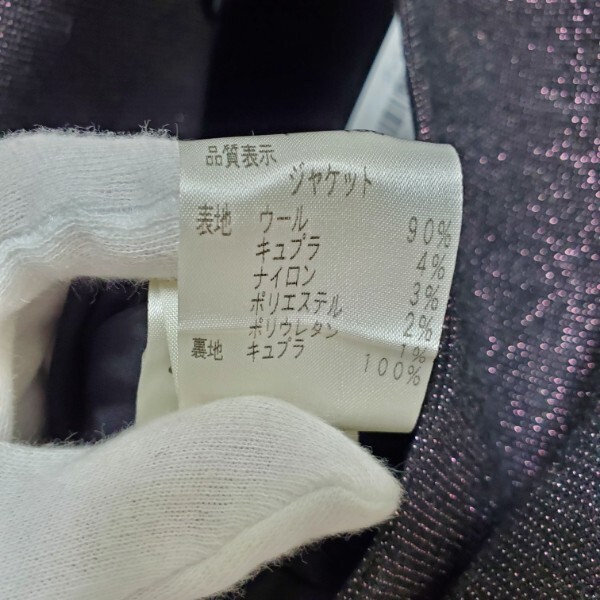 品質表示
ジャケット
表地 ウール 90%
キュプラ 4%
ナイロン 3%
ポリエステル 2%
ポリウレタン 1%
裏地 キュプラ 100%